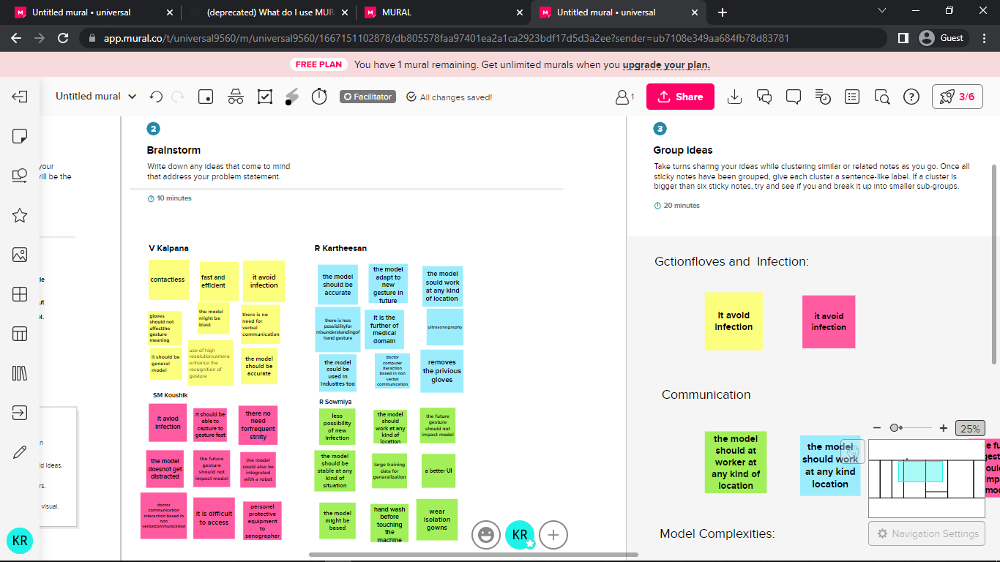 Untitled mural • universal
(deprecated) What do I use MUR
MURAL
Untitled mural • universal
app.mural.co/t/universal9560/m/universal9560/1667151102878/db805578faa97401ea2a1ca2923bdf17d5d3a2ee?sender=ub7108e349aa684fb78d83781
Guest
FREE PLAN You have 1 mural remaining. Get unlimited murals when you upgrade your plan.
Untitled mural
Facilitator
All changes saved!
1
Share
3/6
your
will be the
2
Brainstorm
Write down any ideas that come to mind
that address your problem statement.
10 minutes
3
Group Ideas
Take turns sharing your ideas while clustering similar or related notes as you go. Once all
sticky notes have been grouped, give each cluster a sentence-like label. If a cluster is
bigger than six sticky notes, try and see if you and break it up into smaller sub-groups.
20 minutes
V Kalpana
contactless
fast and
efficient
it avoid
infection
gloves
should not
affectthe
gesture
meaning
the model
might be
blast
there is no
need for
verbal
communication
it should be
general
model
use of high
resolutioncamera
enhance the
recognition of
gesture
the model
should be
accurate
R Kartheesan
the model
should be
accurate
the model
adapt to
new
gesture in
future
the model
sould work
at any kind
of location
there is less
possibilityfor
misunderstandingof
hand gesture
it is the
further of
medical
domain
ultrasonography
the model
could be
used in
industies too
doctor
computer
iteraction
based in non
verbal
communication
removes
the privious
gloves
SM Koushik
it aviod
infection
it should be
able to
capture to
gesture fast
there no
need
forfrequent
strility
the model
doesnot get
distracted
the future
gesture
should not
impact model
the model
could also be
integrated
with a robot
doctor
communication
interaction based in
non
verbalcommunication
it is difficult
to access
personel
protective
equipment
to
senographer
R Sowmiya
less
possibility
of new
infection
the model
should
work at any
kind of
location
the future
gesture
should not
impact model
the model
should be
stable at any
kind of
situation
large training
data for
genaralization
a better UI
the model
might be
based
hand wash
before
touching
the
machine
wear
isolation
gowns
Gctionfloves and Infection:
it avoid
infection
it avoid
infection
Communication
the model
should at
worker at
any kind of
location
the model
should work
at any kind
location
Model Complexities:
25%
Navigation Settings
d ideas.
rs.
visual.
KR
KR